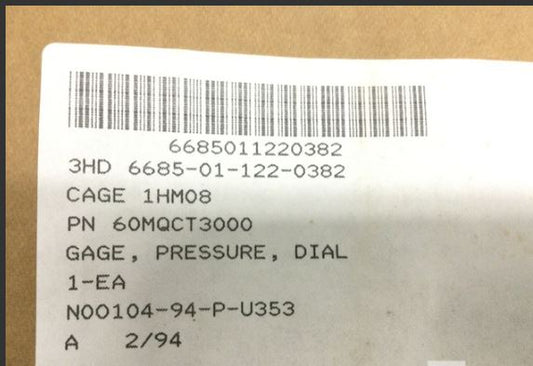 6685011220382
3HD 6685-01-122-0382
CAGE 1HM08
PN 60MQCT3000
GAGE, PRESSURE, DIAL
1-EA
N00104-94-P-U353
A 2/94